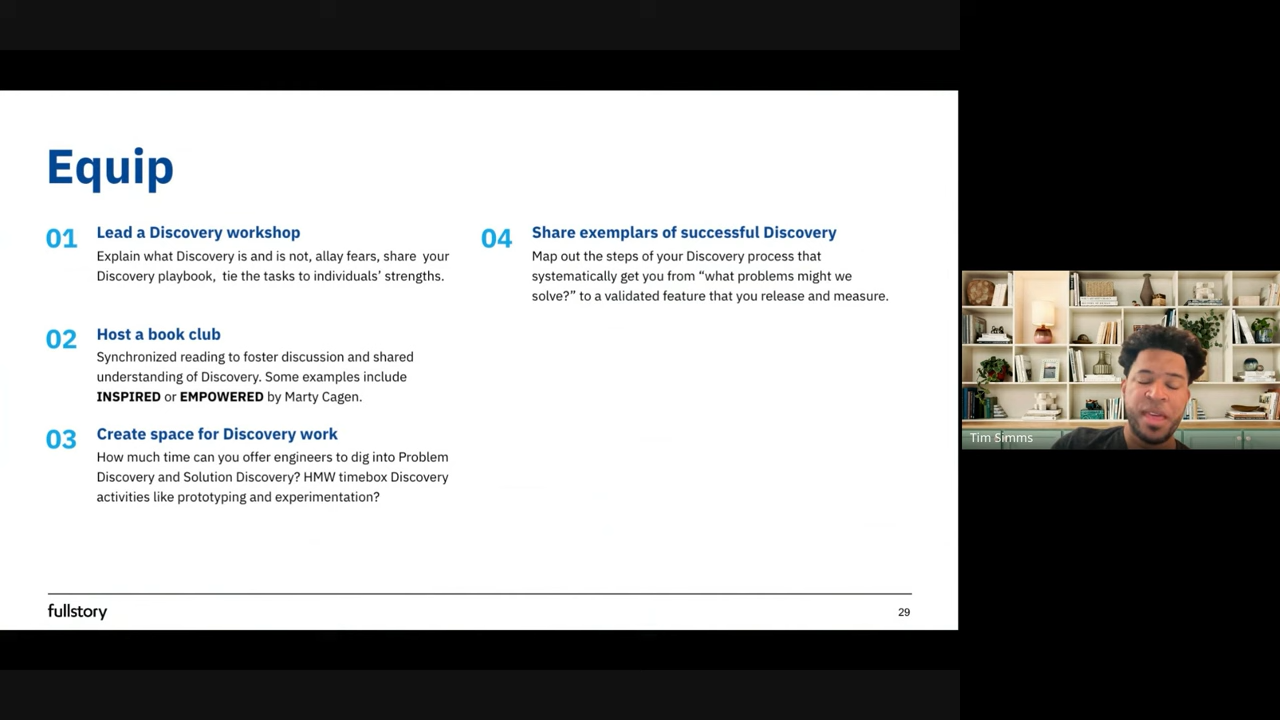 Equip
01
Lead a Discovery workshop
Explain what Discovery is and is not, allay fears, share your
Discovery playbook, tie the tasks to individuals’ strengths.
02
Host a book club
Synchronized reading to foster discussion and shared
understanding of Discovery. Some examples include
INSPIRED or EMPOWERED by Marty Cagen.
03
Create space for Discovery work
How much time can you offer engineers to dig into Problem
Discovery and Solution Discovery? HMW timebox Discovery
activities like prototyping and experimentation?
04
Share exemplars of successful Discovery
Map out the steps of your Discovery process that
systematically get you from “what problems might we
solve?” to a validated feature that you release and measure.
fullstory
29
Tim Simms